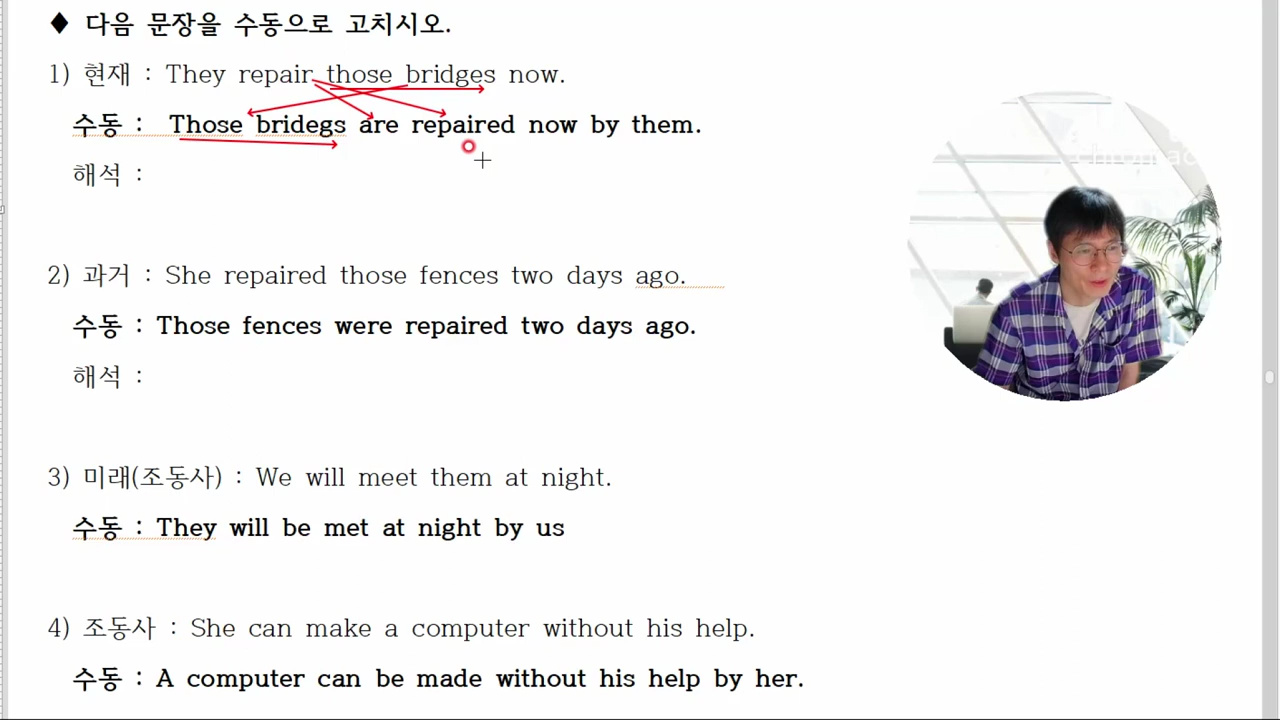 ◆ 다음 문장을 수동으로 고치시오.
1) 현재 : They repair those bridges now.
수동 : Those bridegs are repaired now by them.
해석 :
2) 과거 : She repaired those fences two days ago.
수동 : Those fences were repaired two days ago.
해석 :
3) 미래(조동사) : We will meet them at night.
수동 : They will be met at night by us
4) 조동사 : She can make a computer without his help.
수동 : A computer can be made without his help by her.